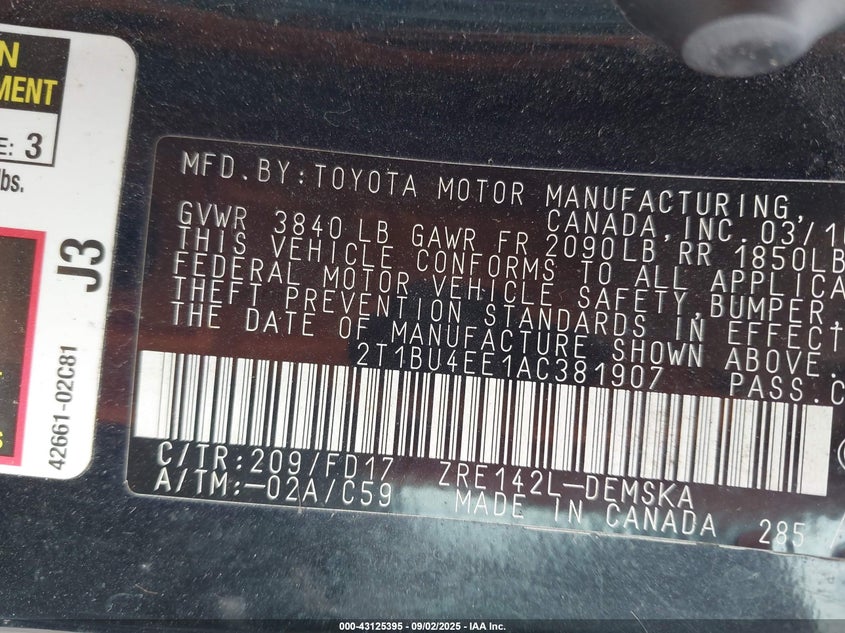 N
MENT
E: 3
lbs.
J3
42661-02C81
MFD.BY:TOYOTA MOTOR MANUFACTURING,
CANADA,INC. 03/10
GVWR 3840 LB GAWR FR 2090LB RR 1850LB
THIS VEHICLE CONFORMS TO ALL APPLICA
FEDERAL MOTOR VEHICLE SAFETY,BUMPER,
THEFT PREVENTION STANDARDS IN EFFECT
THE DATE OF MANUFACTURE SHOWN ABOVE.
2T1BU4EE1AC381907 PASS.C
C/TR:209/FD17 ZRE142L-DEMSKA
A/TM:-02A/C59 MADE IN CANADA 285
000-43125395 - 09/02/2025 - IAA Inc.